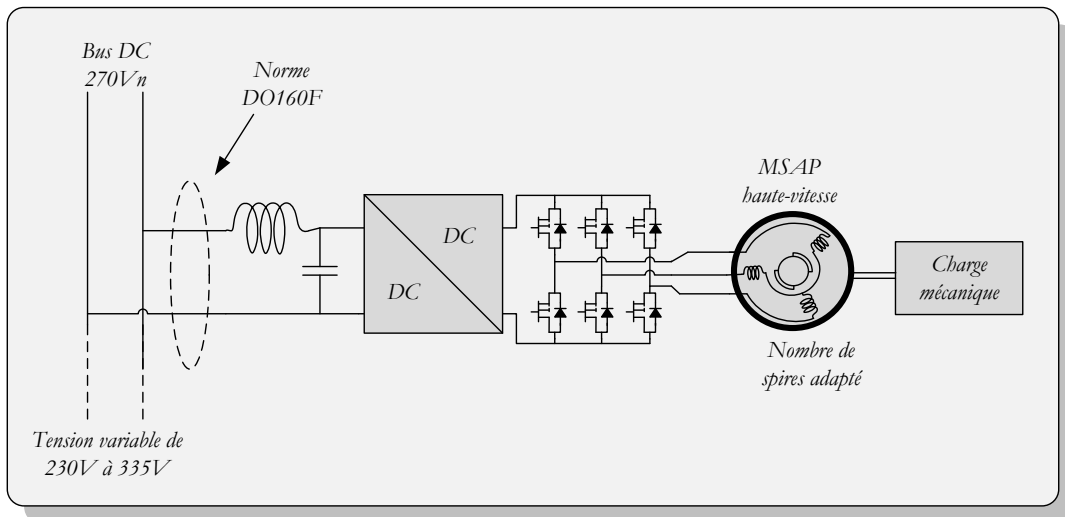 Bus DC
270Vn
Norme
DO160F
MSAP
haute-vitesse
DC
DC
Charge
mécanique
Nombre de
spires adapté
Tension variable de
230V à 335V